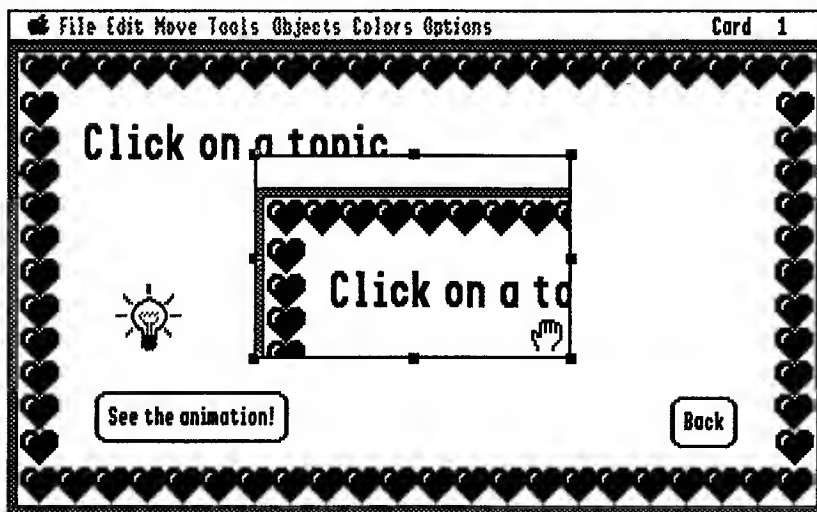 File Edit Move Tools Objects Colors Options Card 1
Click on a topic
Click on a to
See the animation!
Back